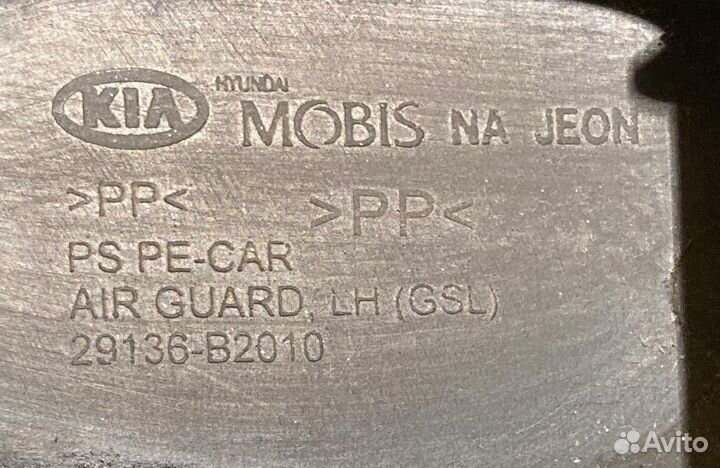 KIA HYUNDAI MOBIS NA JEON
>PP< >PP<
PS PE-CAR
AIR GUARD, LH (GSL)
29136-B2010
Avito